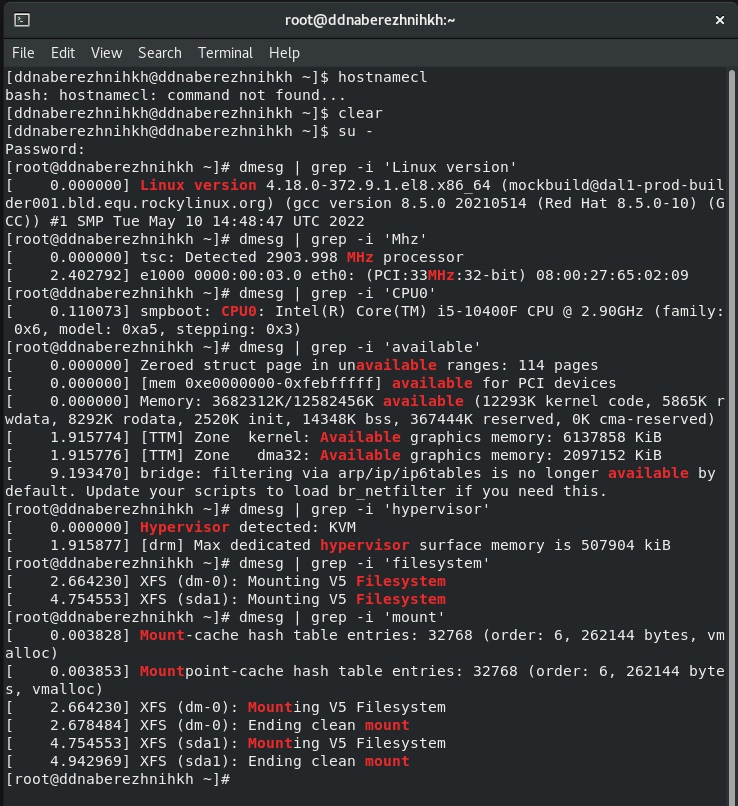 root@ddnaberezhnihkh:~
File Edit View Search Terminal Help
[ddnaberezhnihkh@ddnaberezhnihkh ~]$ hostnamecl
bash: hostnamecl: command not found...
[ddnaberezhnihkh@ddnaberezhnihkh ~]$ clear
[ddnaberezhnihkh@ddnaberezhnihkh ~]$ su -
Password:
[root@ddnaberezhnihkh ~]# dmesg | grep -i 'Linux version'
[    0.000000] Linux version 4.18.0-372.9.1.el8.x86_64 (mockbuild@dal1-prod-buil
der001.bld.equ.rockylinux.org) (gcc version 8.5.0 20210514 (Red Hat 8.5.0-10) (G
CC)) #1 SMP Tue May 10 14:48:47 UTC 2022
[root@ddnaberezhnihkh ~]# dmesg | grep -i 'Mhz'
[    0.000000] tsc: Detected 2903.998 MHz processor
[    2.402792] e1000 0000:00:03.0 eth0: (PCI:33MHz:32-bit) 08:00:27:65:02:09
[root@ddnaberezhnihkh ~]# dmesg | grep -i 'CPU0'
[    0.110073] smpboot: CPU0: Intel(R) Core(TM) i5-10400F CPU @ 2.90GHz (family:
 0x6, model: 0xa5, stepping: 0x3)
[root@ddnaberezhnihkh ~]# dmesg | grep -i 'available'
[    0.000000] Zeroed struct page in unavailable ranges: 114 pages
[    0.000000] [mem 0xe0000000-0xfebfffff] available for PCI devices
[    0.000000] Memory: 3682312K/12582456K available (12293K kernel code, 5865K r
wdata, 8292K rodata, 2520K init, 14348K bss, 367444K reserved, 0K cma-reserved)
[    1.915774] [TTM] Zone  kernel: Available graphics memory: 6137858 KiB
[    1.915776] [TTM] Zone   dma32: Available graphics memory: 2097152 KiB
[    9.193470] bridge: filtering via arp/ip/ip6tables is no longer available by
default. Update your scripts to load br_netfilter if you need this.
[root@ddnaberezhnihkh ~]# dmesg | grep -i 'hypervisor'
[    0.000000] Hypervisor detected: KVM
[    1.915877] [drm] Max dedicated hypervisor surface memory is 507904 kiB
[root@ddnaberezhnihkh ~]# dmesg | grep -i 'filesystem'
[    2.664230] XFS (dm-0): Mounting V5 Filesystem
[    4.754553] XFS (sda1): Mounting V5 Filesystem
[root@ddnaberezhnihkh ~]# dmesg | grep -i 'mount'
[    0.003828] Mount-cache hash table entries: 32768 (order: 6, 262144 bytes, vm
alloc)
[    0.003853] Mountpoint-cache hash table entries: 32768 (order: 6, 262144 byte
s, vmalloc)
[    2.664230] XFS (dm-0): Mounting V5 Filesystem
[    2.678484] XFS (dm-0): Ending clean mount
[    4.754553] XFS (sda1): Mounting V5 Filesystem
[    4.942969] XFS (sda1): Ending clean mount
[root@ddnaberezhnihkh ~]#